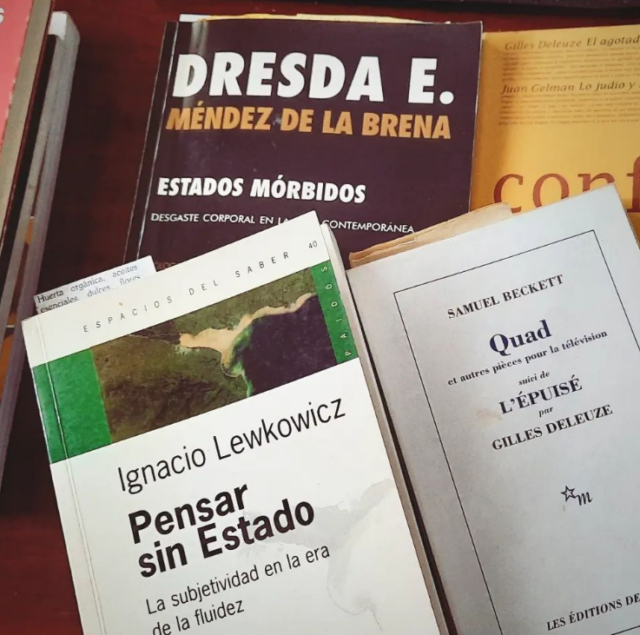 DRESDA E.
MÉNDEZ DE LA BRENA
ESTADOS MÓRBIDOS
DESGASTE CORPORAL EN LA CONTEMPORÁNEA
Gilles Deleuze El agotad
Juan Gelman Lo judío y
conf
Huerta orgánica, aceites
esenciales, dulces, flores
ESPACIOS DEL SABER 40
PAIDÓS
Ignacio Lewkowicz
Pensar
sin Estado
La subjetividad en la era
de la fluidez
SAMUEL BECKETT
Quad
et autres pièces pour la télévision
suivi de
L'ÉPUISÉ
par
GILLES DELEUZE
m
LES ÉDITIONS DE